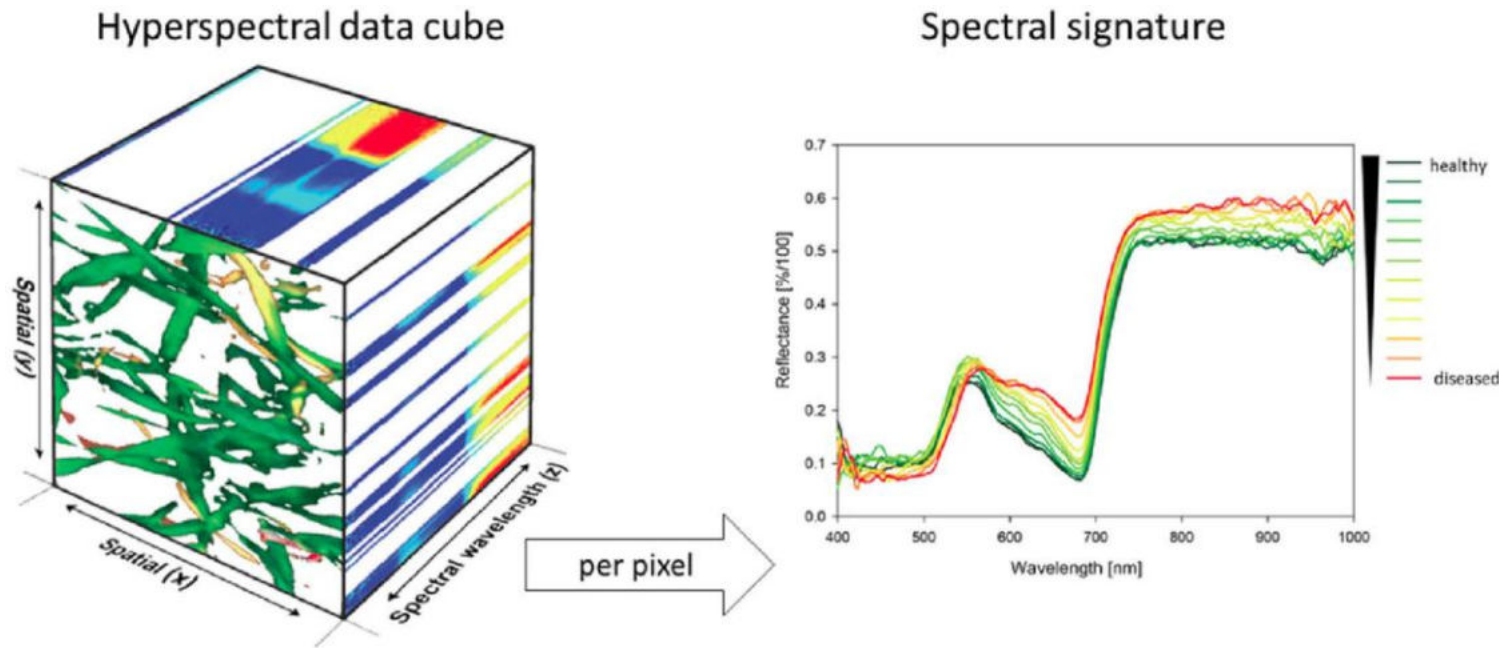 Hyperspectral data cube
Spatial (y)
Spatial (x)
Spectral wavelength (z)
per pixel
Spectral signature
Reflectance [%/100]
0.7
0.6
0.5
0.4
0.3
0.2
0.1
0.0
400 500 600 700 800 900 1000
Wavelength [nm]
healthy
diseased